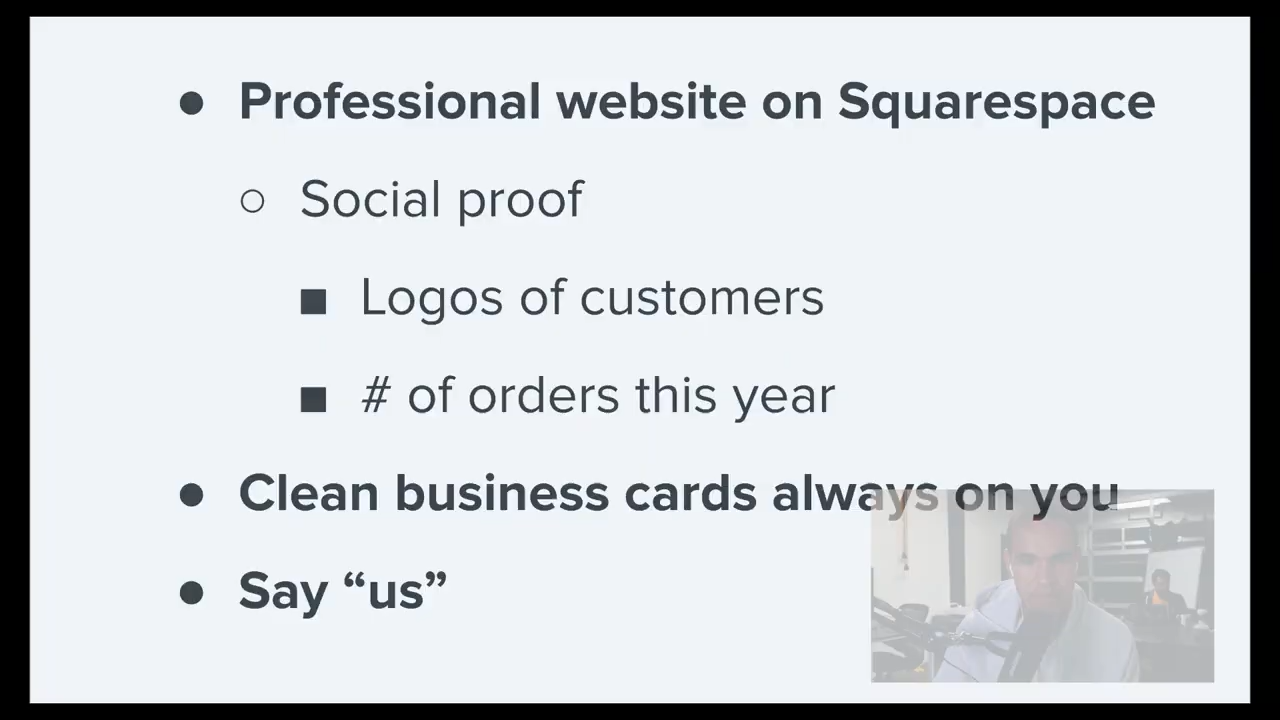 ● Professional website on Squarespace
○ Social proof
■ Logos of customers
■ # of orders this year
● Clean business cards always on you
● Say “us”